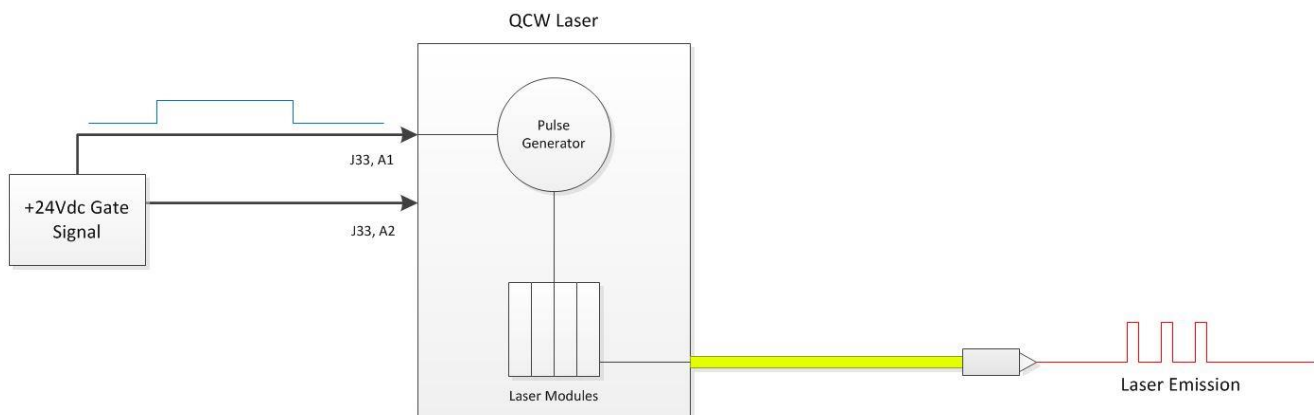 QCW Laser
Pulse
Generator
J33, A1
+24Vdc Gate
Signal
J33, A2
Laser Modules
Laser Emission